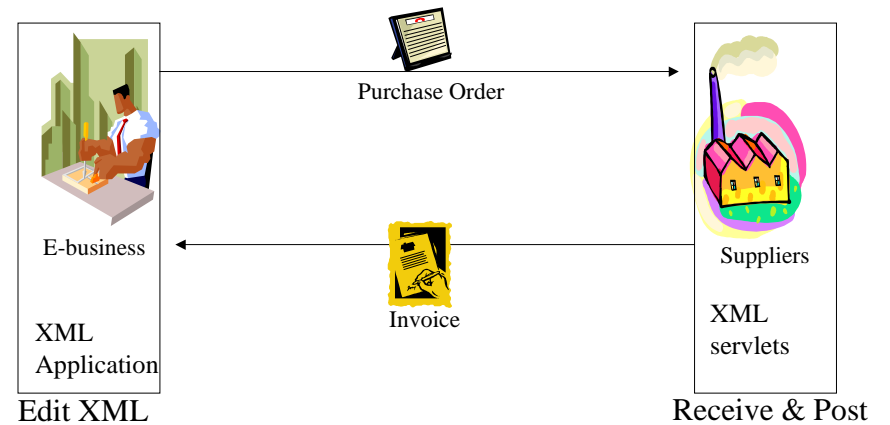 Purchase Order
E-business
Suppliers
Invoice
XML
Application
XML
servlets
Edit XML
Receive & Post